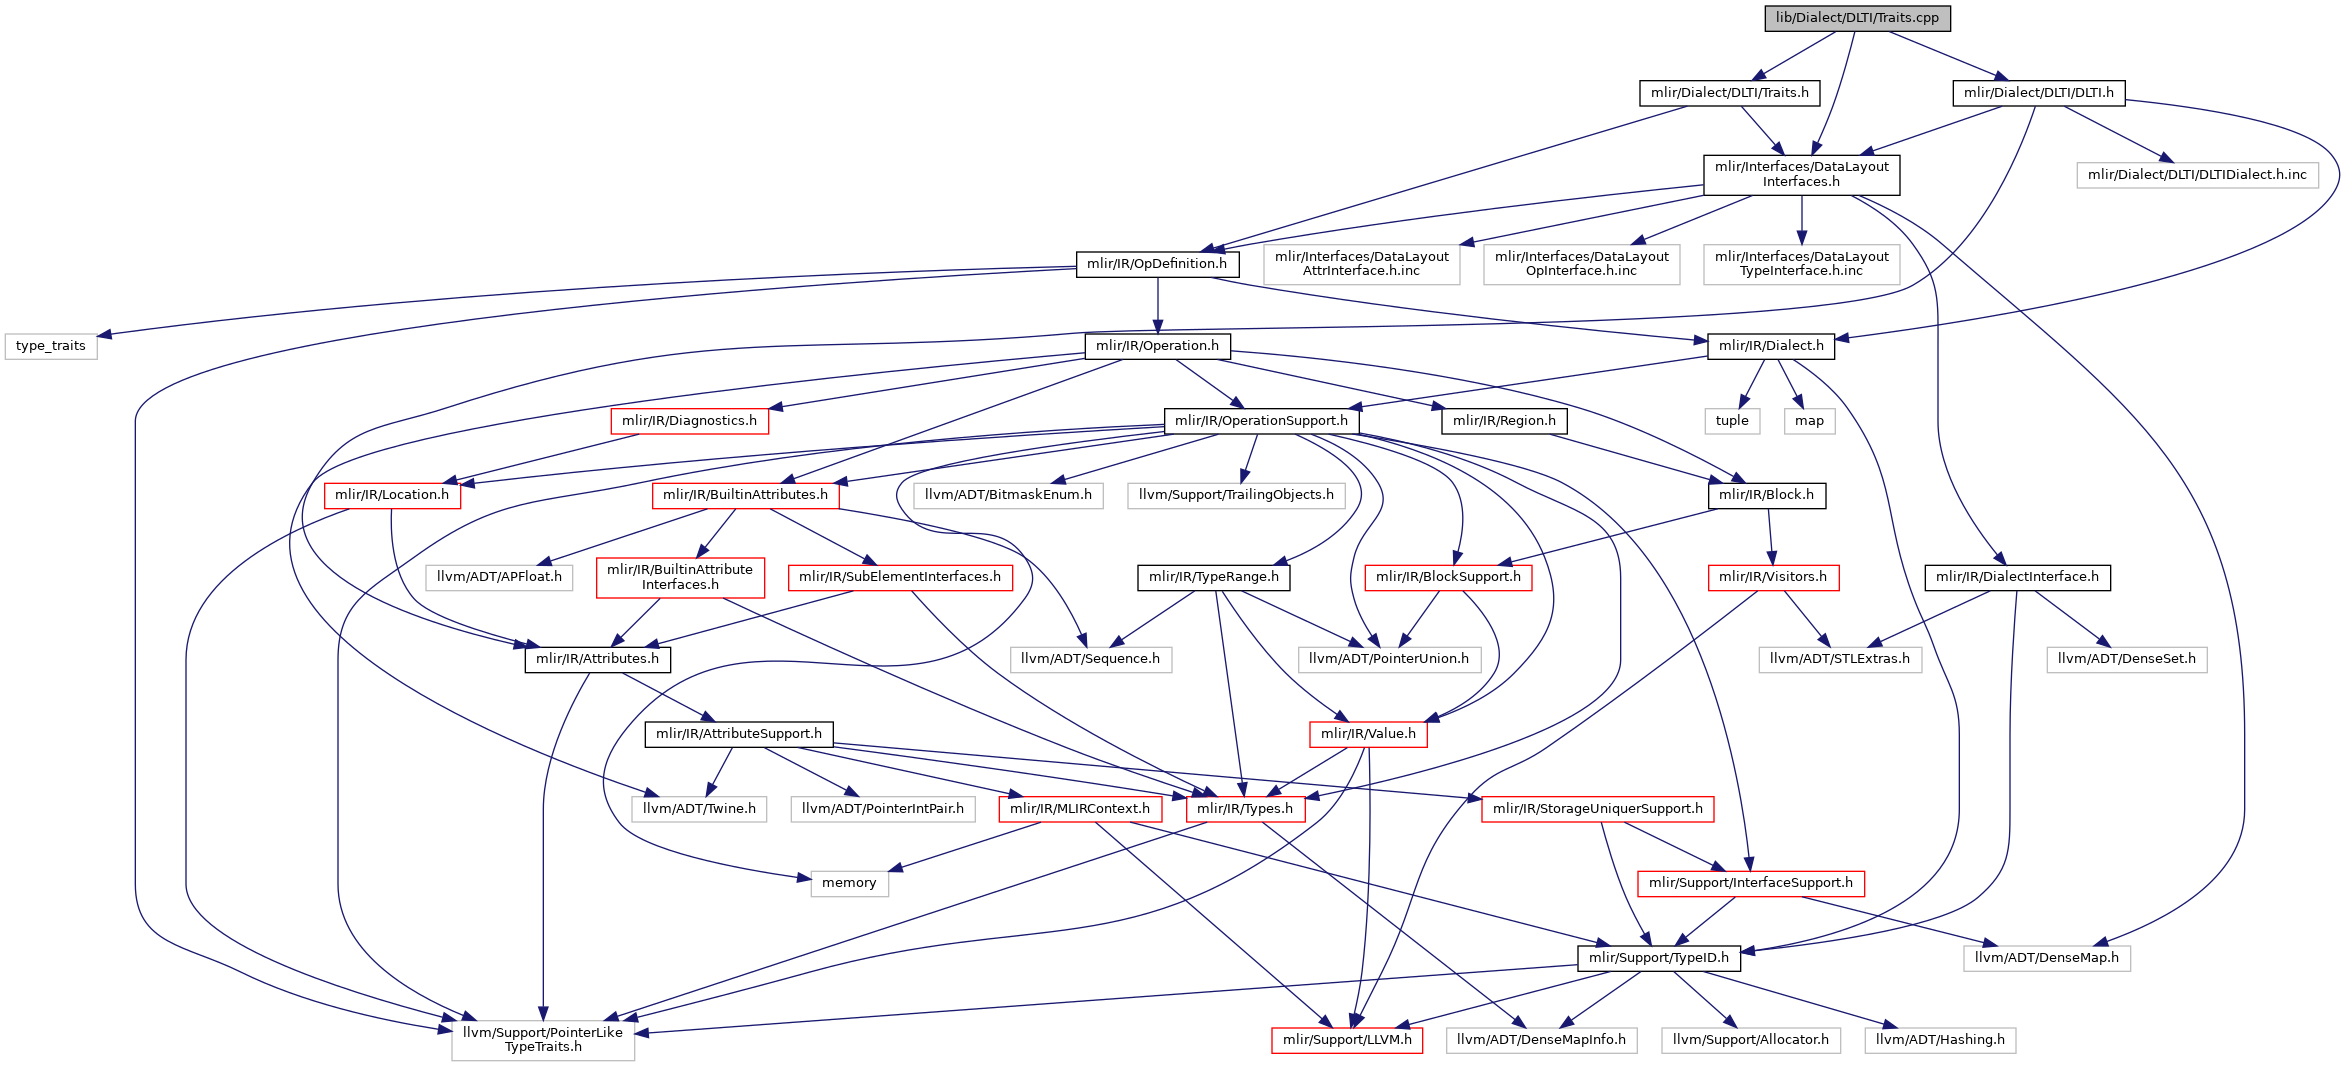 lib/Dialect/DLTI/Traits.cpp
mlir/Dialect/DLTI/Traits.h
mlir/Dialect/DLTI/DLTI.h
mlir/Interfaces/DataLayout
Interfaces.h
mlir/Dialect/DLTI/DLTIDialect.h.inc
mlir/IR/OpDefinition.h
mlir/Interfaces/DataLayout
AttrInterface.h.inc
mlir/Interfaces/DataLayout
OpInterface.h.inc
mlir/Interfaces/DataLayout
TypeInterface.h.inc
type_traits
mlir/IR/Operation.h
mlir/IR/Dialect.h
mlir/IR/Diagnostics.h
mlir/IR/OperationSupport.h
mlir/IR/Region.h
tuple
map
mlir/IR/Location.h
mlir/IR/BuiltinAttributes.h
llvm/ADT/BitmaskEnum.h
llvm/Support/TrailingObjects.h
mlir/IR/Block.h
llvm/ADT/APFloat.h
mlir/IR/BuiltinAttribute
Interfaces.h
mlir/IR/SubElementInterfaces.h
mlir/IR/TypeRange.h
mlir/IR/BlockSupport.h
mlir/IR/Visitors.h
mlir/IR/DialectInterface.h
mlir/IR/Attributes.h
llvm/ADT/Sequence.h
llvm/ADT/PointerUnion.h
llvm/ADT/STLExtras.h
llvm/ADT/DenseSet.h
mlir/IR/AttributeSupport.h
mlir/IR/Value.h
llvm/ADT/Twine.h
llvm/ADT/PointerIntPair.h
mlir/IR/MLIRContext.h
mlir/IR/Types.h
mlir/IR/StorageUniquerSupport.h
memory
mlir/Support/InterfaceSupport.h
mlir/Support/TypeID.h
llvm/ADT/DenseMap.h
llvm/Support/PointerLike
TypeTraits.h
mlir/Support/LLVM.h
llvm/ADT/DenseMapInfo.h
llvm/Support/Allocator.h
llvm/ADT/Hashing.h